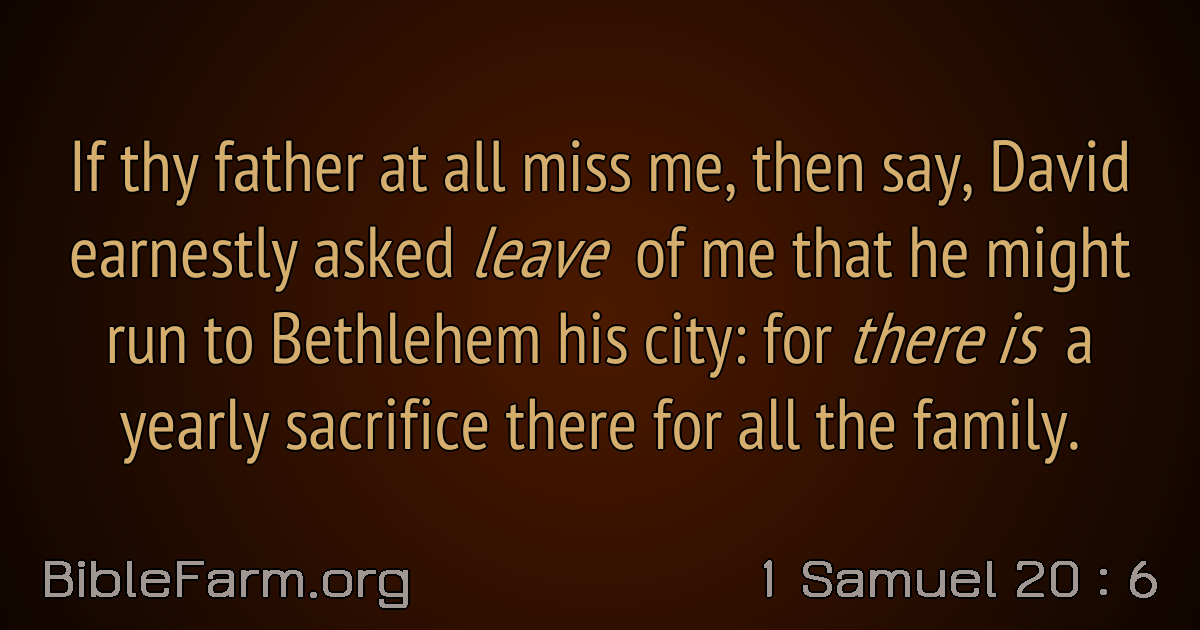 If thy father at all miss me, then say, David
earnestly asked leave of me that he might
run to Bethlehem his city: for there is a
yearly sacrifice there for all the family.
BibleFarm.org
1 Samuel 20 : 6